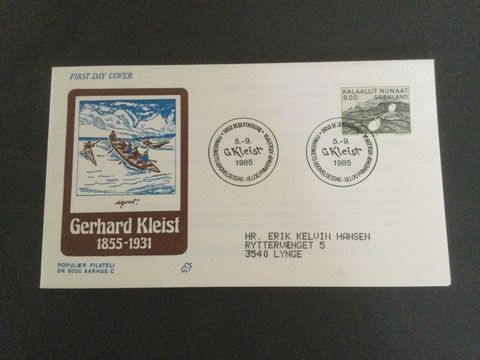 FIRST DAY COVER
Gerhard Kleist
1855-1931
POPULÆR FILATELI
DK 8000 AARHUS C
5.-9.
G Kleist
1985
5.-9.
G Kleist
1985
KALAALLIT NUNAAT
9.00 GRØNLAND
HR. ERIK KELVIN HANSEN
RYTTERVÆNGET 5
3540 LYNGE